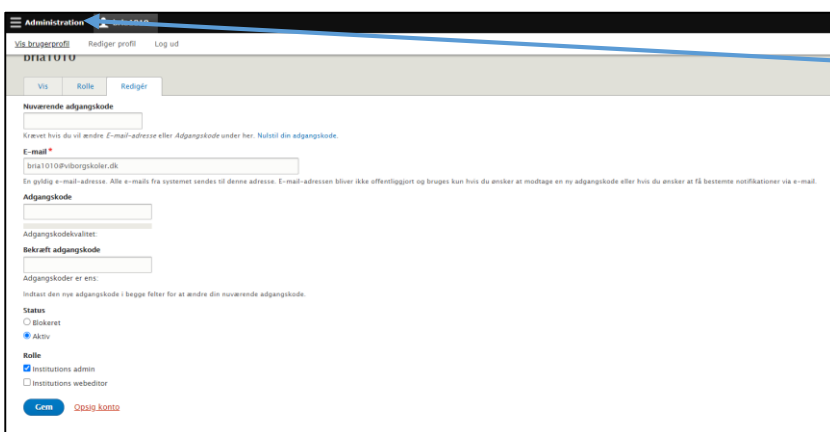 Administration
Vis brugerprofil Rediger profil Log ud
bria1010
Vis Rolle Redigér
Nuværende adgangskode
Krævet hvis du vil ændre E-mail-adresse eller Adgangskode under her. Nulstil din adgangskode.
E-mail *
bria1010@viborgskoler.dk
En gyldig e-mail-adresse. Alle e-mails fra systemet sendes til denne adresse. E-mail-adressen bliver ikke offentliggjort og bruges kun hvis du ønsker at modtage en ny adgangskode eller hvis du ønsker at få bestemte notifikationer via e-mail.
Adgangskode
Adgangskodekvalitet:
Bekræft adgangskode
Adgangskoder er ens:
Indtast den nye adgangskode i begge felter for at ændre din nuværende adgangskode.
Status
Blokeret
Aktiv
Rolle
Institutions admin
Institutions webeditor
Gem Opsig konto